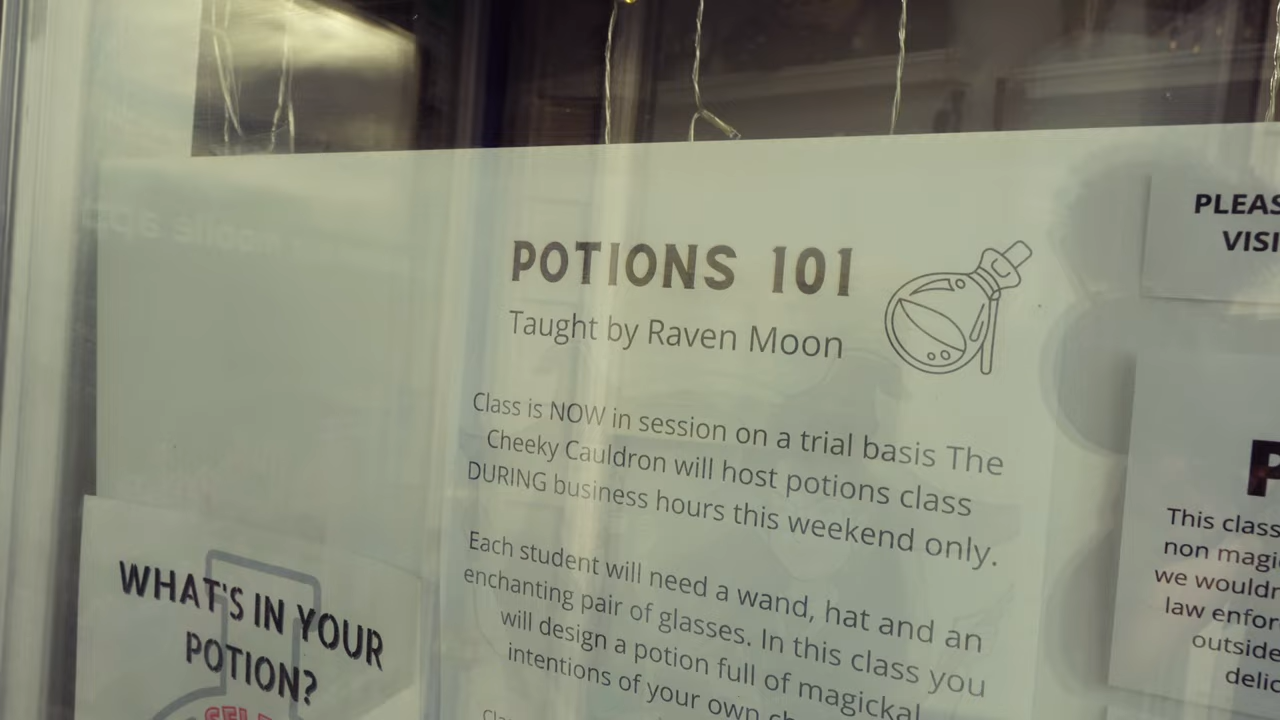 POTIONS 101
Taught by Raven Moon
Class is NOW in session on a trial basis The
Cheeky Cauldron will host potions class
DURING business hours this weekend only.
Each student will need a wand, hat and an
enchanting pair of glasses. In this class you
will design a potion full of magickal
intentions of your own
WHAT'S IN YOUR
POTION?
PLEAS
VISI
P
This class
non magi
we wouldn
law enfor
outside
delic